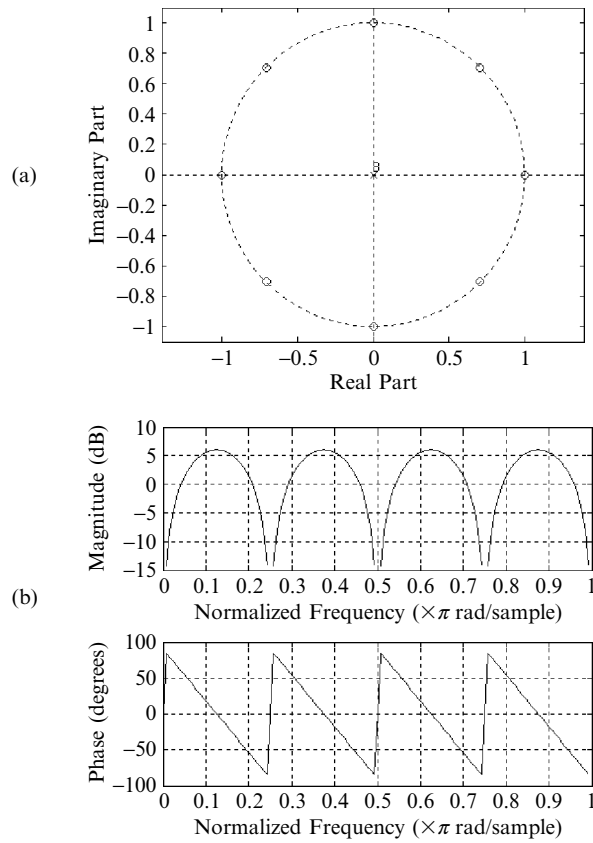 (a)
Imaginary Part
1
0.8
0.6
0.4
0.2
0
−0.2
−0.4
−0.6
−0.8
−1
8
−1 −0.5 0 0.5 1
Real Part
(b)
Magnitude (dB)
10
5
0
−5
−10
−15
0 0.1 0.2 0.3 0.4 0.5 0.6 0.7 0.8 0.9 1
Normalized Frequency (×π rad/sample)
Phase (degrees)
100
50
0
−50
−100
0 0.1 0.2 0.3 0.4 0.5 0.6 0.7 0.8 0.9 1
Normalized Frequency (×π rad/sample)